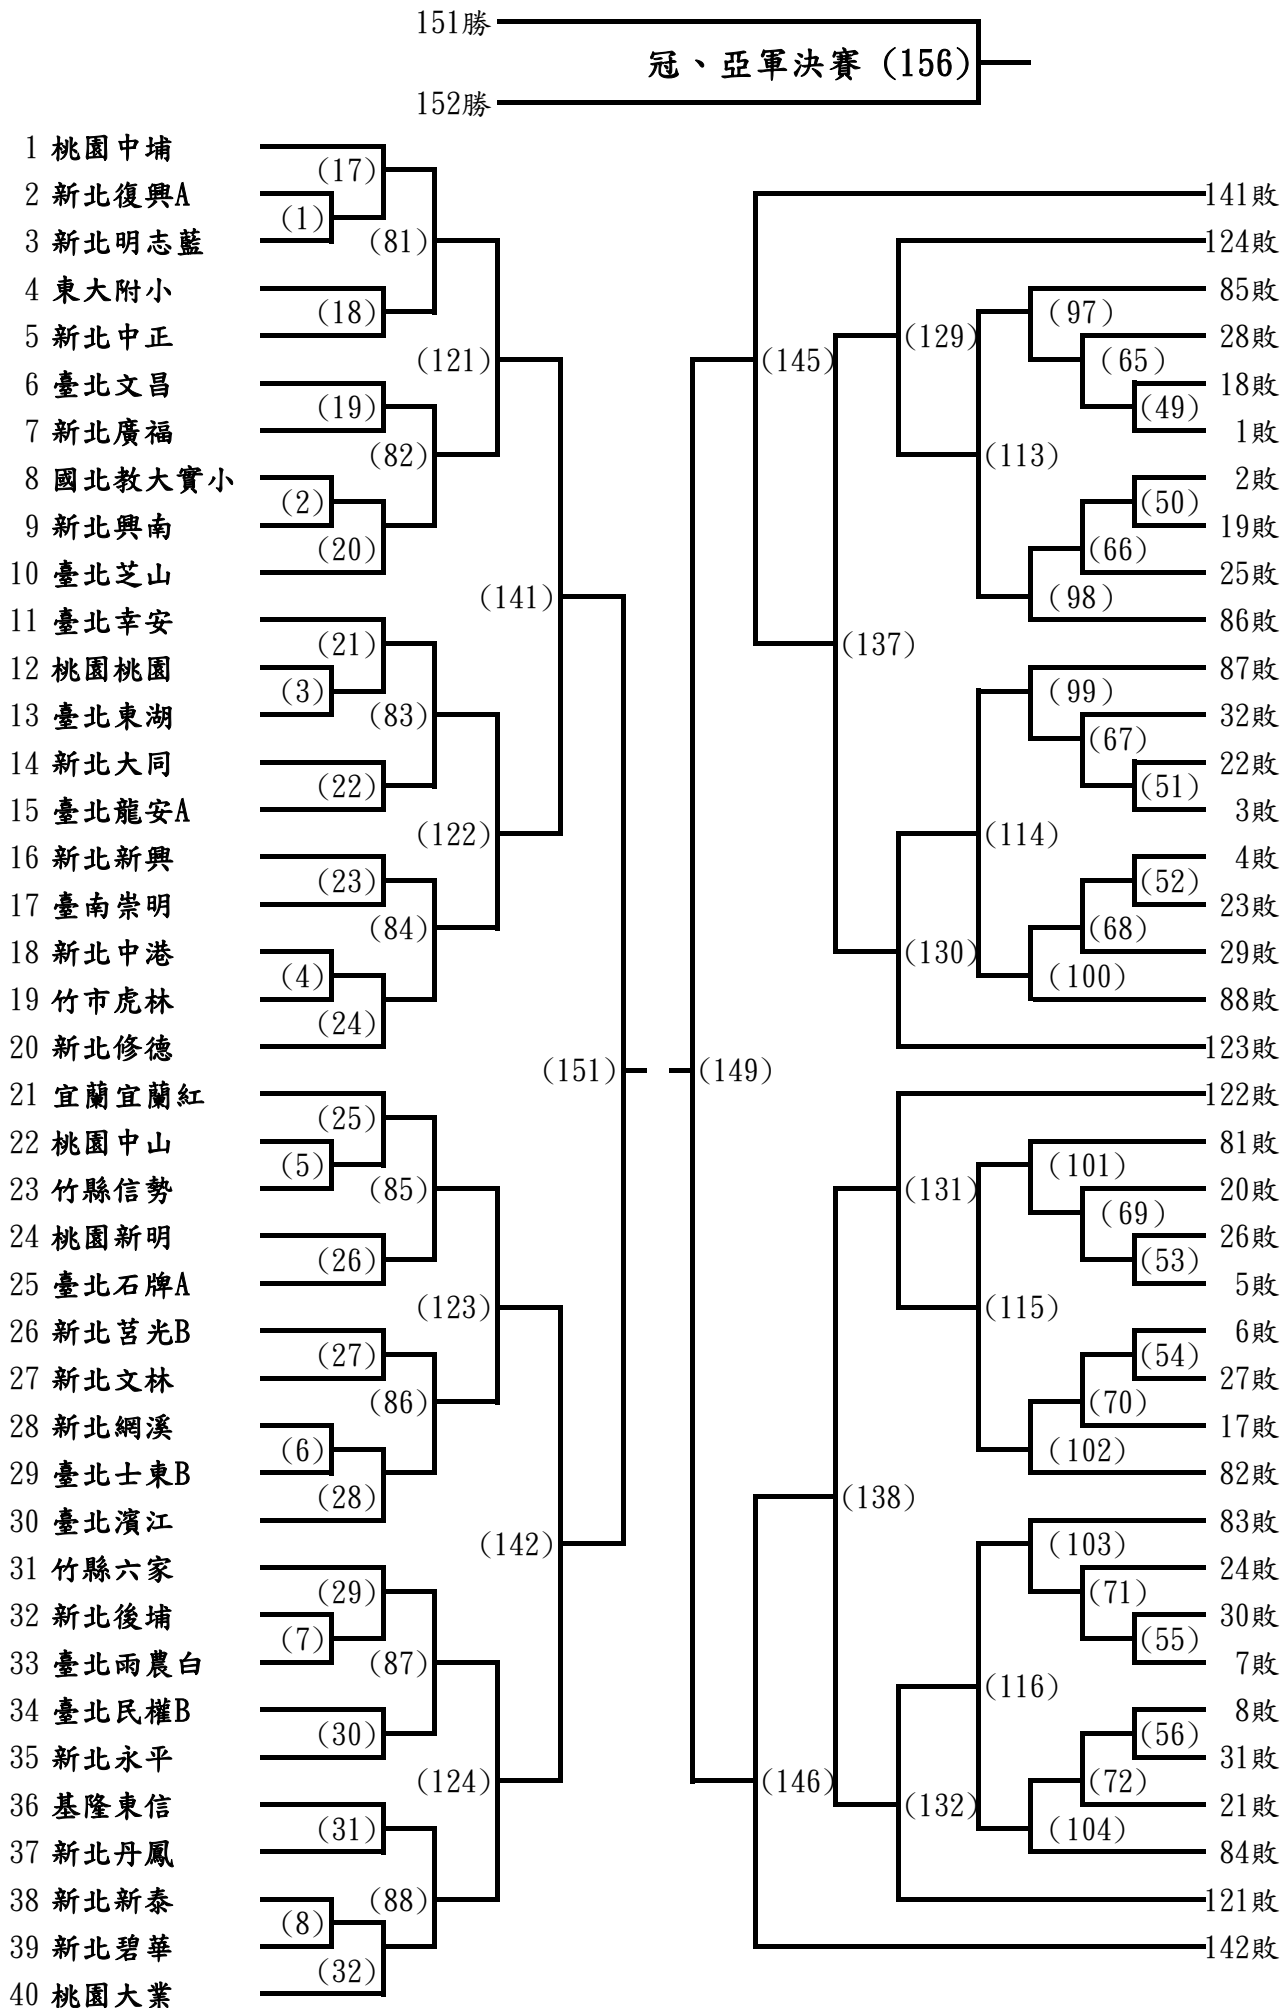 151勝
冠、亞軍決賽 (156)
152勝
1 桃園中埔
(17)
2 新北復興A
141敗
(1)
3 新北明志藍
(81)
124敗
4 東大附小
85敗
(18)
(97)
5 新北中正
(129)
28敗
(121)
(145)
(65)
6 臺北文昌
18敗
(19)
(49)
7 新北廣福
1敗
(82)
(113)
8 國北教大實小
2敗
(2)
(50)
9 新北興南
19敗
(20)
(66)
10 臺北芝山
25敗
(141)
(98)
11 臺北幸安
86敗
(21)
(137)
12 桃園桃園
87敗
(3)
(99)
13 臺北東湖
(83)
32敗
(67)
14 新北大同
22敗
(22)
(51)
15 臺北龍安A
3敗
(122)
(114)
16 新北新興
4敗
(23)
(52)
17 臺南崇明
23敗
(84)
(68)
18 新北中港
(130)
29敗
(4)
(100)
19 竹市虎林
88敗
(24)
20 新北修德
123敗
(151)
(149)
21 宜蘭宜蘭紅
122敗
(25)
22 桃園中山
81敗
(5)
(101)
23 竹縣信勢
(85)
(131)
20敗
(69)
24 桃園新明
26敗
(26)
(53)
25 臺北石牌A
5敗
(123)
(115)
26 新北莒光B
6敗
(27)
(54)
27 新北文林
27敗
(86)
(70)
28 新北網溪
17敗
(6)
(102)
29 臺北士東B
82敗
(28)
(138)
30 臺北濱江
83敗
(142)
(103)
31 竹縣六家
24敗
(29)
(71)
32 新北後埔
30敗
(7)
(55)
33 臺北雨農白
(87)
7敗
(116)
34 臺北民權B
8敗
(30)
(56)
35 新北永平
31敗
(124)
(146)
(72)
36 基隆東信
(132)
21敗
(31)
(104)
37 新北丹鳳
84敗
38 新北新泰
(88)
121敗
(8)
39 新北碧華
142敗
(32)
40 桃園大業